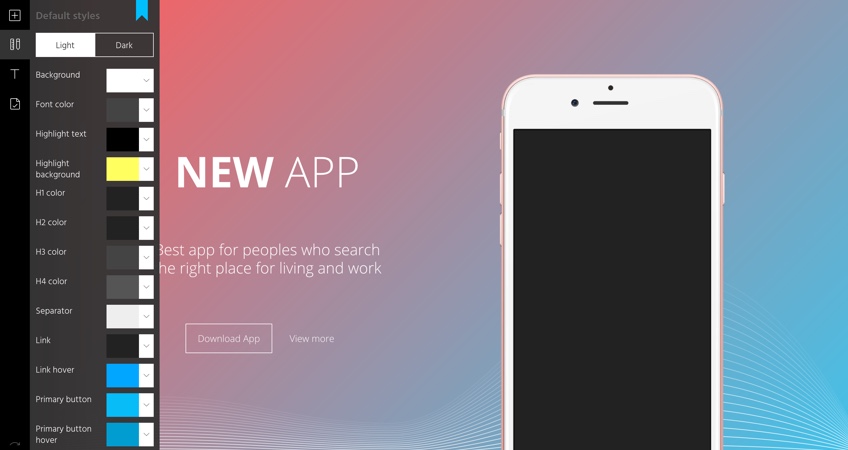 Default styles
Light
Dark
Background
Font color
Highlight text
Highlight
background
H1 color
H2 color
H3 color
H4 color
Separator
Link
Link hover
Primary button
Primary button
hover
NEW APP
Best app for peoples who search
he right place for living and work
Download App
View more